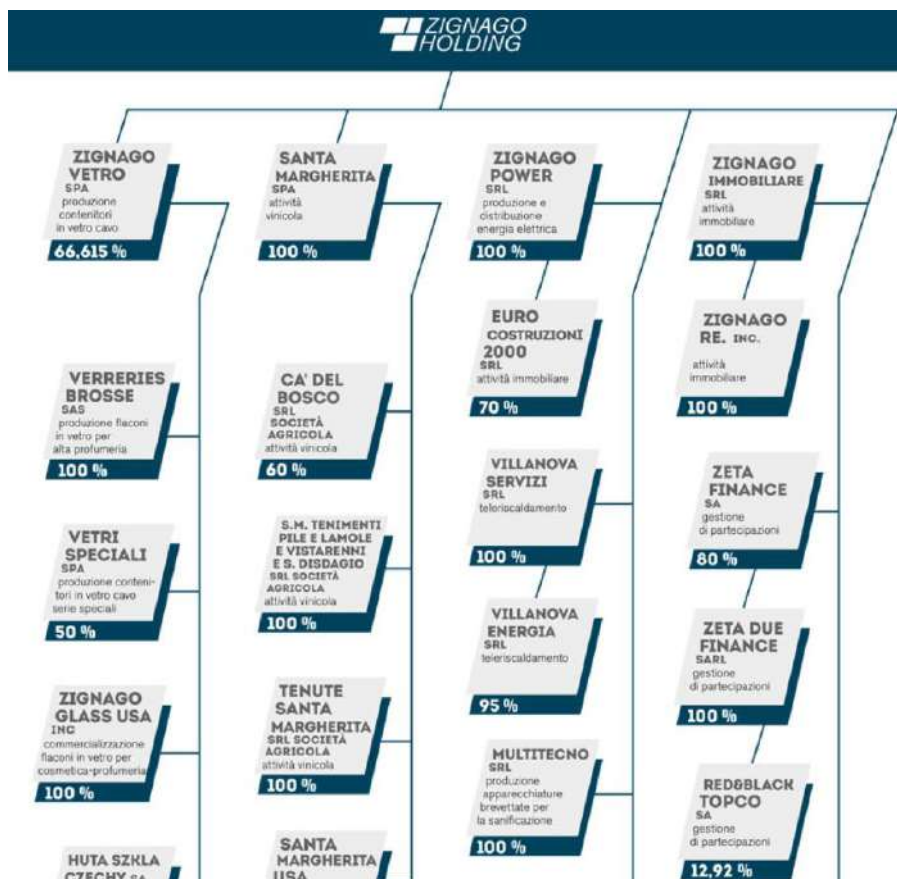 ZIGNAGO
HOLDING
ZIGNAGO
VETRO
SPA
produzione
contenitori
in vetro cavo
66,615 %
SANTA
MARGHERITA
SPA
attività
vinicola
100 %
ZIGNAGO
POWER
SRL
produzione e
distribuzione
energia elettrica
100 %
ZIGNAGO
IMMOBILIARE
SRL
attività
immobiliare
100 %
VERRERIES
BROSSE
SAS
produzione flaconi
in vetro per
alta profumeria
100 %
CA' DEL
BOSCO
SRL
SOCIETÀ
AGRICOLA
attività vinicola
60 %
EURO
COSTRUZIONI
2000
SRL
attività immobiliare
70 %
ZIGNAGO
RE. INC.
attività
immobiliare
100 %
VETRI
SPECIALI
SPA
produzione conteni-
tori in vetro cavo
serie speciali
50 %
S.M. TENIMENTI
PILE E LAMOLE
E VISTARENNI
E S. DISDAGIO
SRL SOCIETÀ
AGRICOLA
attività vinicola
100 %
VILLANOVA
SERVIZI
SRL
teleriscaldamento
100 %
ZETA
FINANCE
SA
gestione
di partecipazioni
80 %
ZIGNAGO
GLASS USA
INC
commercializzazione
flaconi in vetro per
cosmetica-profumeria
100 %
TENUTE
SANTA
MARGHERITA
SRL SOCIETÀ
AGRICOLA
attività vinicola
100 %
VILLANOVA
ENERGIA
SRL
teleriscaldamento
95 %
ZETA DUE
FINANCE
SARL
gestione
di partecipazioni
100 %
HUTA SZKLA
CZECHY SA
SANTA
MARGHERITA
USA
MULTITECNO
SRL
produzione
apparecchiature
brevettate per
la sanificazione
100 %
RED&BLACK
TOPCO
SA
gestione
di partecipazioni
12,92 %